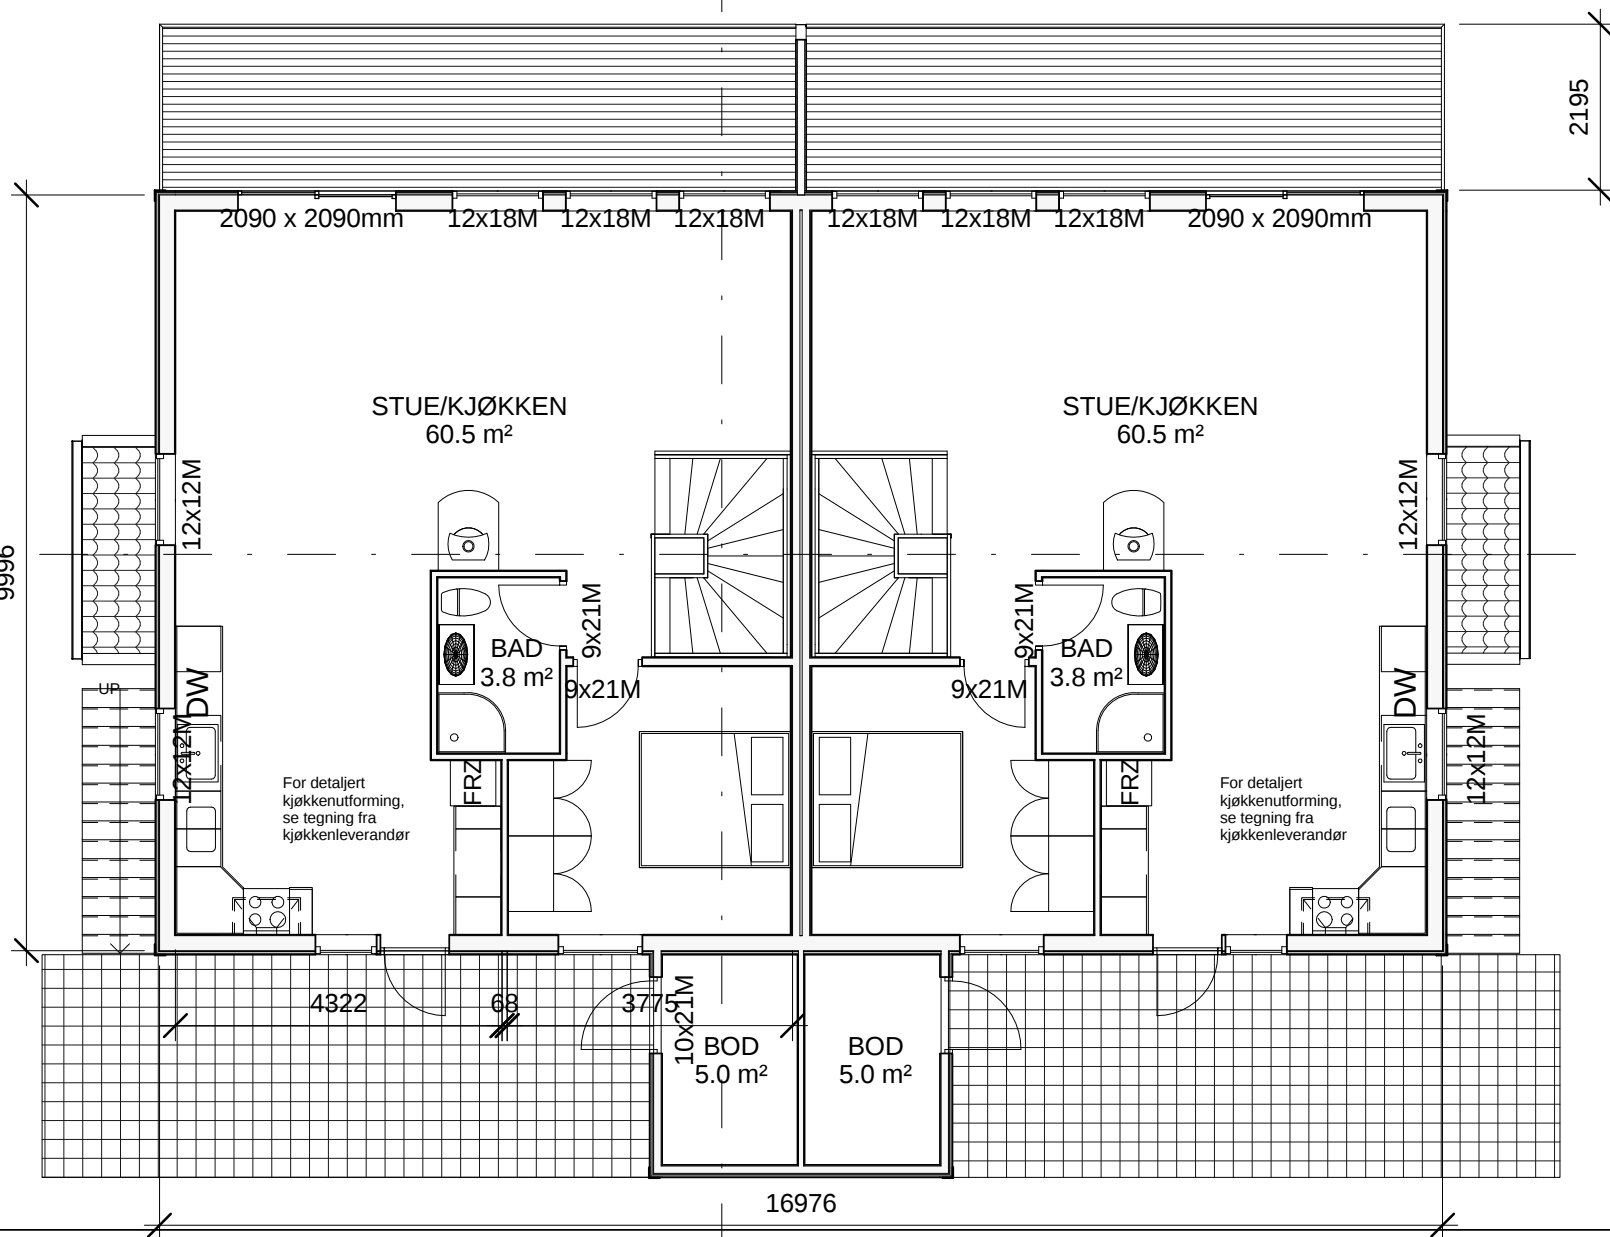 2195
2090 x 2090mm
12x18M
12x18M
12x18M
12x18M
12x18M
12x18M
2090 x 2090mm
STUE/KJØKKEN
60.5 m²
STUE/KJØKKEN
60.5 m²
12x12M
12x12M
9996
9x21M
9x21M
BAD
3.8 m²
BAD
3.8 m²
9x21M
9x21M
UP
DW
DW
12x12M
12x12M
FRZ
FRZ
For detaljert
kjøkkenutforming,
se tegning fra
kjøkkenleverandør
For detaljert
kjøkkenutforming,
se tegning fra
kjøkkenleverandør
4322
68
3775
10x21M
BOD
5.0 m²
BOD
5.0 m²
16976